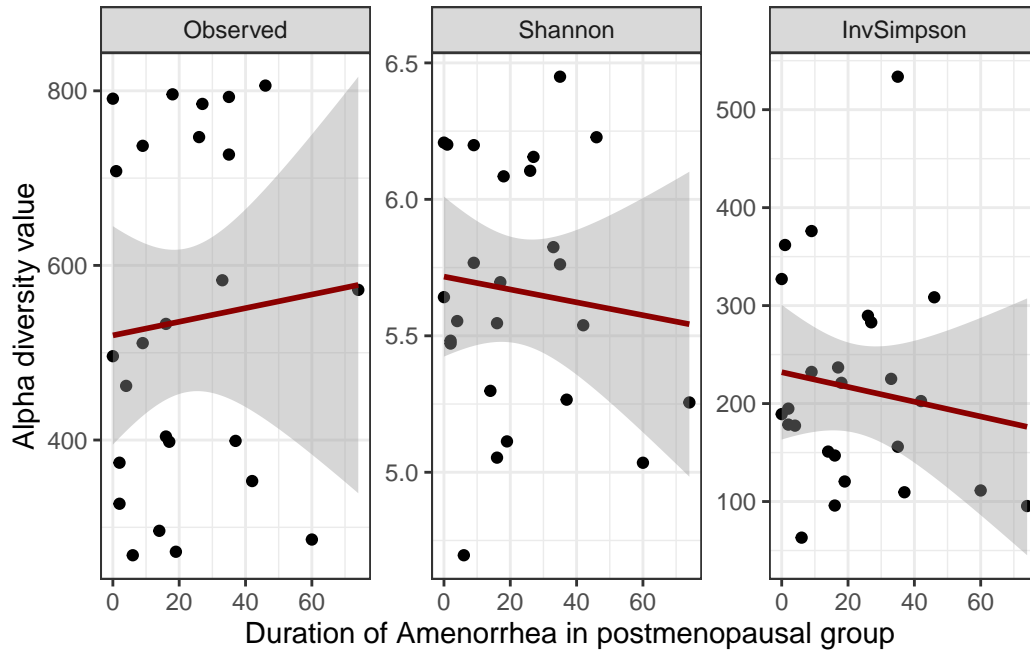 Observed Shannon InvSimpson
Alpha diversity value
800
600
400
0 20 40 60
6.5
6.0
5.5
5.0
0 20 40 60
500
400
300
200
100
0 20 40 60
Duration of Amenorrhea in postmenopausal group